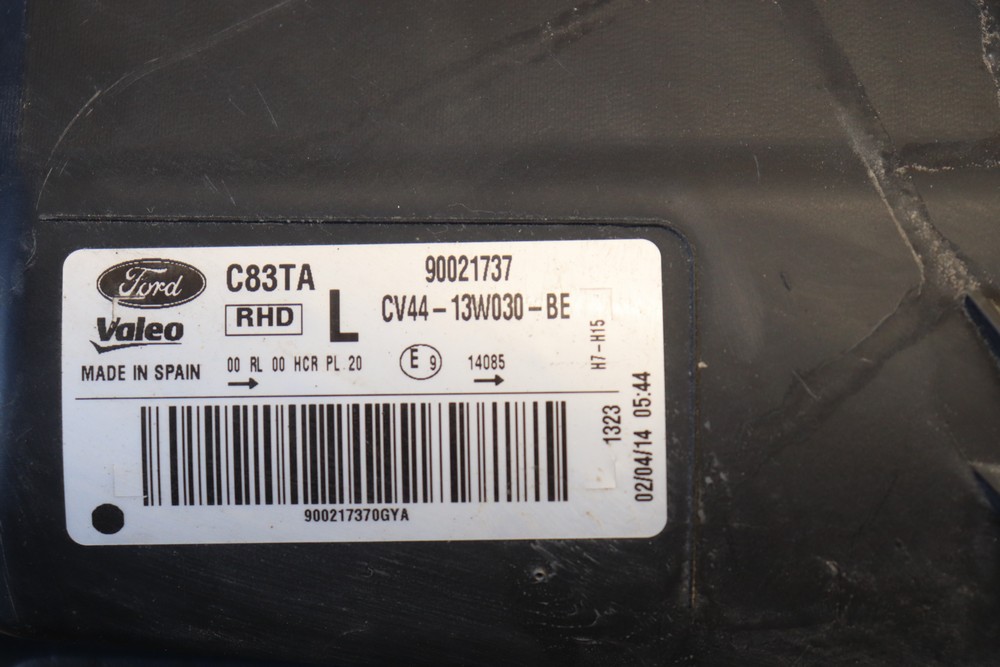 Ford
Valeo
MADE IN SPAIN
C83TA
RHD
L
90021737
CV44-13W030-BE
00 RL 00 HCR PL 20
E 9
14085
H7-H15
1323
02/04/14 05:44
900217370GYA